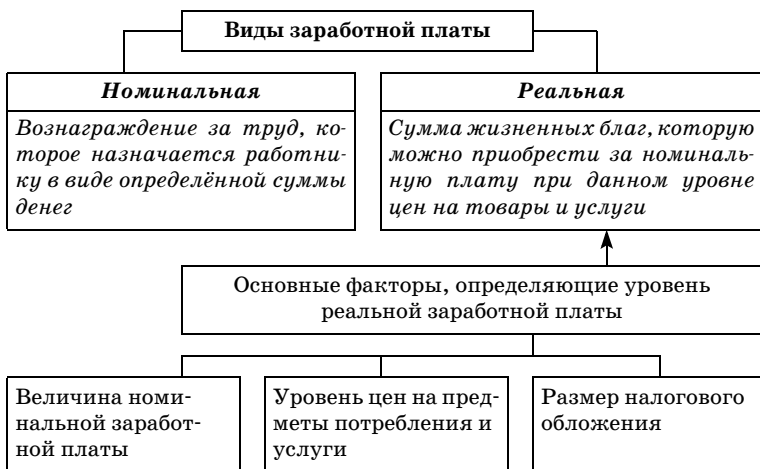 Виды заработной платы
Номинальная
Вознаграждение за труд, ко-
торое назначается работни-
ку в виде определённой суммы
денег
Реальная
Сумма жизненных благ, которую
можно приобрести за номиналь-
ную плату при данном уровне
цен на товары и услуги
Основные факторы, определяющие уровень
реальной заработной платы
Величина номи-
нальной заработ-
ной платы
Уровень цен на пред-
меты потребления и
услуги
Размер налогового
обложения